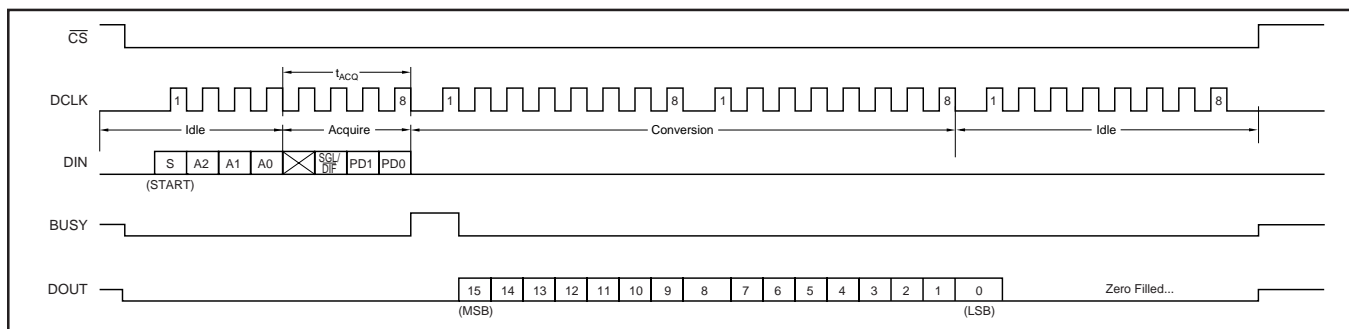 CS
tACQ
DCLK 1 8 1 8 1 8 1 8
Idle Acquire Conversion Idle
DIN S A2 A1 A0 SGL/DIF PD1 PD0
(START)
BUSY
DOUT 15 14 13 12 11 10 9 8 7 6 5 4 3 2 1 0 Zero Filled...
(MSB) (LSB)